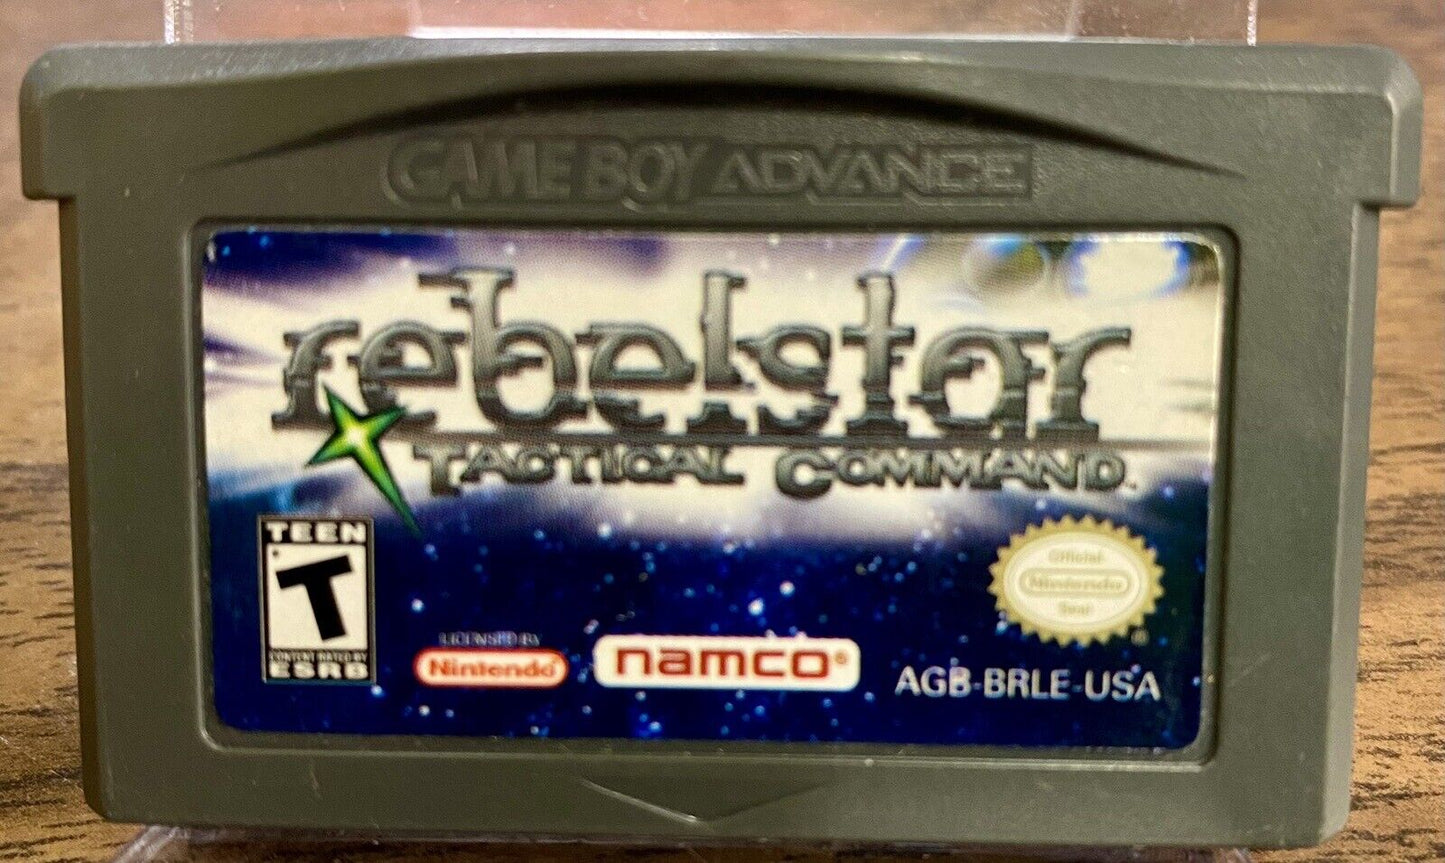 GAME BOY ADVANCE
rebelstar
TACTICAL COMMAND™
TEEN
T
CONTENT RATED BY
ESRB
LICENSED BY
Nintendo
namco®
Official
Nintendo
Seal
®
AGB-BRLE-USA